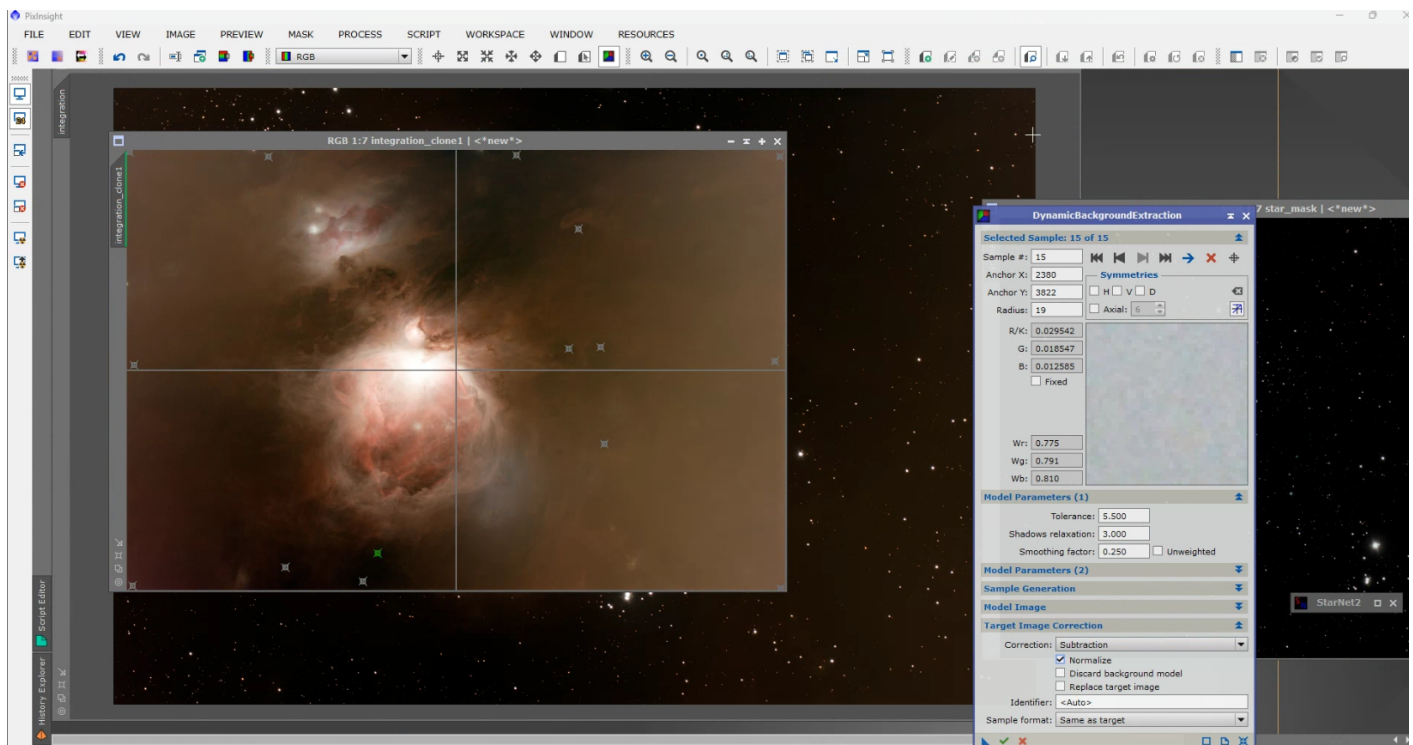 PixInsight
FILE EDIT VIEW IMAGE PREVIEW MASK PROCESS SCRIPT WORKSPACE WINDOW RESOURCES
RGB
integration
RGB 1:7 integration_clone1 | <*new*>
integration_clone1
7 star_mask | <*new*>
DynamicBackgroundExtraction
Selected Sample: 15 of 15
Sample #: 15
Anchor X: 2380
Symmetries
Anchor Y: 3822
H V D
Radius: 19
Axial: 6
R/K: 0.029542
G: 0.018547
B: 0.012585
Fixed
Wr: 0.775
Wg: 0.791
Wb: 0.810
Model Parameters (1)
Tolerance: 5.500
Shadows relaxation: 3.000
Smoothing factor: 0.250 Unweighted
Model Parameters (2)
Sample Generation
Model Image
Target Image Correction
Correction: Subtraction
Normalize
Discard background model
Replace target image
Identifier: <Auto>
Sample format: Same as target
StarNet2
Script Editor
History Explorer